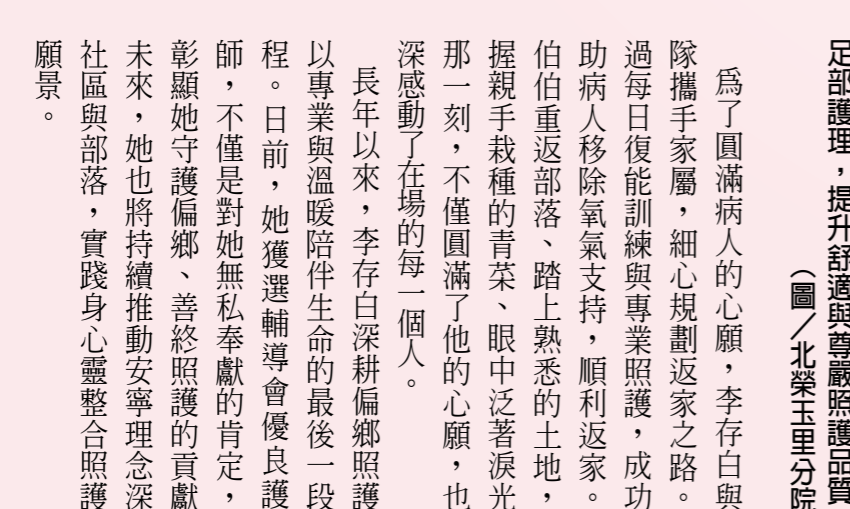 足部護理，提升舒適與尊嚴照護品質
（圖／北榮玉里分院
為了圓滿病人的心願，李存白與
隊攜手家屬，細心規劃返家之路。
過每日復能訓練與專業照護，成功
助病人移除氧氣支持，順利返家。
伯伯重返部落、踏上熟悉的土地，
握親手栽種的青菜、眼中泛著淚光
那一刻，不僅圓滿了他的心願，也
深感動了在場的每一個人。
長年以來，李存白深耕偏鄉照護
以專業與溫暖陪伴生命的最後一段
程。日前，她獲選輔導會優良護
師，不僅是對她無私奉獻的肯定，
彰顯她守護偏鄉、善終照護的貢獻
未來，她也將持續推動安寧理念深
社區與部落，實踐身心靈整合照護
願景。